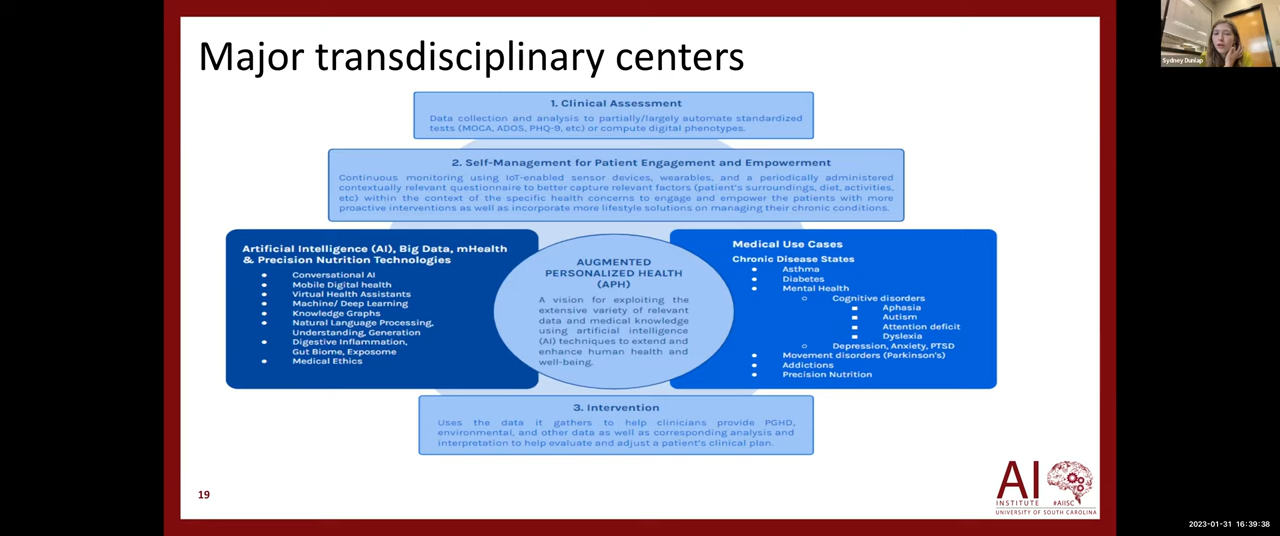 Major transdisciplinary centers
Sydney Dunlap
1. Clinical Assessment
Data collection and analysis to partially/largely automate standardized
tests (MOCA, ADOS, PHQ-9, etc) or compute digital phenotypes.
2. Self-Management for Patient Engagement and Empowerment
Continuous monitoring using IoT-enabled sensor devices, wearables, and a periodically administered
contextually relevant questionnaire to better capture relevant factors (patient's surroundings, diet, activities,
etc) within the context of the specific health concerns to engage and empower the patients with more
proactive interventions as well as incorporate more lifestyle solutions on managing their chronic conditions.
Artificial Intelligence (AI), Big Data, mHealth
& Precision Nutrition Technologies
● Conversational AI
● Mobile Digital health
● Virtual Health Assistants
● Machine/ Deep Learning
● Knowledge Graphs
● Natural Language Processing,
Understanding, Generation
● Digestive Inflammation,
Gut Biome, Exposome
● Medical Ethics
AUGMENTED
PERSONALIZED HEALTH
(APH)
A vision for exploiting the
extensive variety of relevant
data and medical knowledge
using artificial intelligence
(AI) techniques to extend and
enhance human health and
well-being.
Medical Use Cases
Chronic Disease States
● Asthma
● Diabetes
● Mental Health
○ Cognitive disorders
■ Aphasia
■ Autism
■ Attention deficit
■ Dyslexia
○ Depression, Anxiety, PTSD
● Movement disorders (Parkinson's)
● Addictions
● Precision Nutrition
3. Intervention
Uses the data it gathers to help clinicians provide PGHD,
environmental, and other data as well as corresponding analysis and
interpretation to help evaluate and adjust a patient's clinical plan.
19
AI
INSTITUTE #AIISC
UNIVERSITY OF SOUTH CAROLINA
2023-01-31 16:39:38